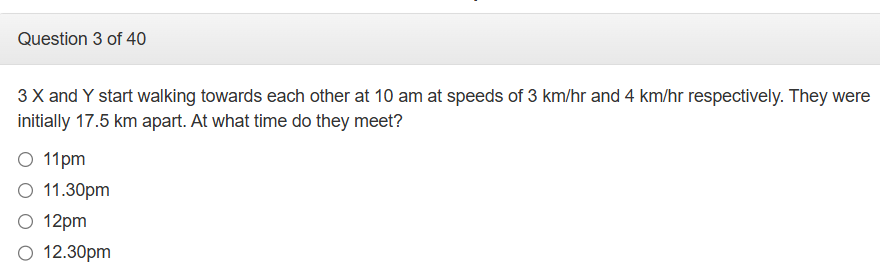 Question 3 of 40
3 X and Y start walking towards each other at 10 am at speeds of 3 km/hr and 4 km/hr respectively. They were
initially 17.5 km apart. At what time do they meet?
11pm
11.30pm
12pm
12.30pm